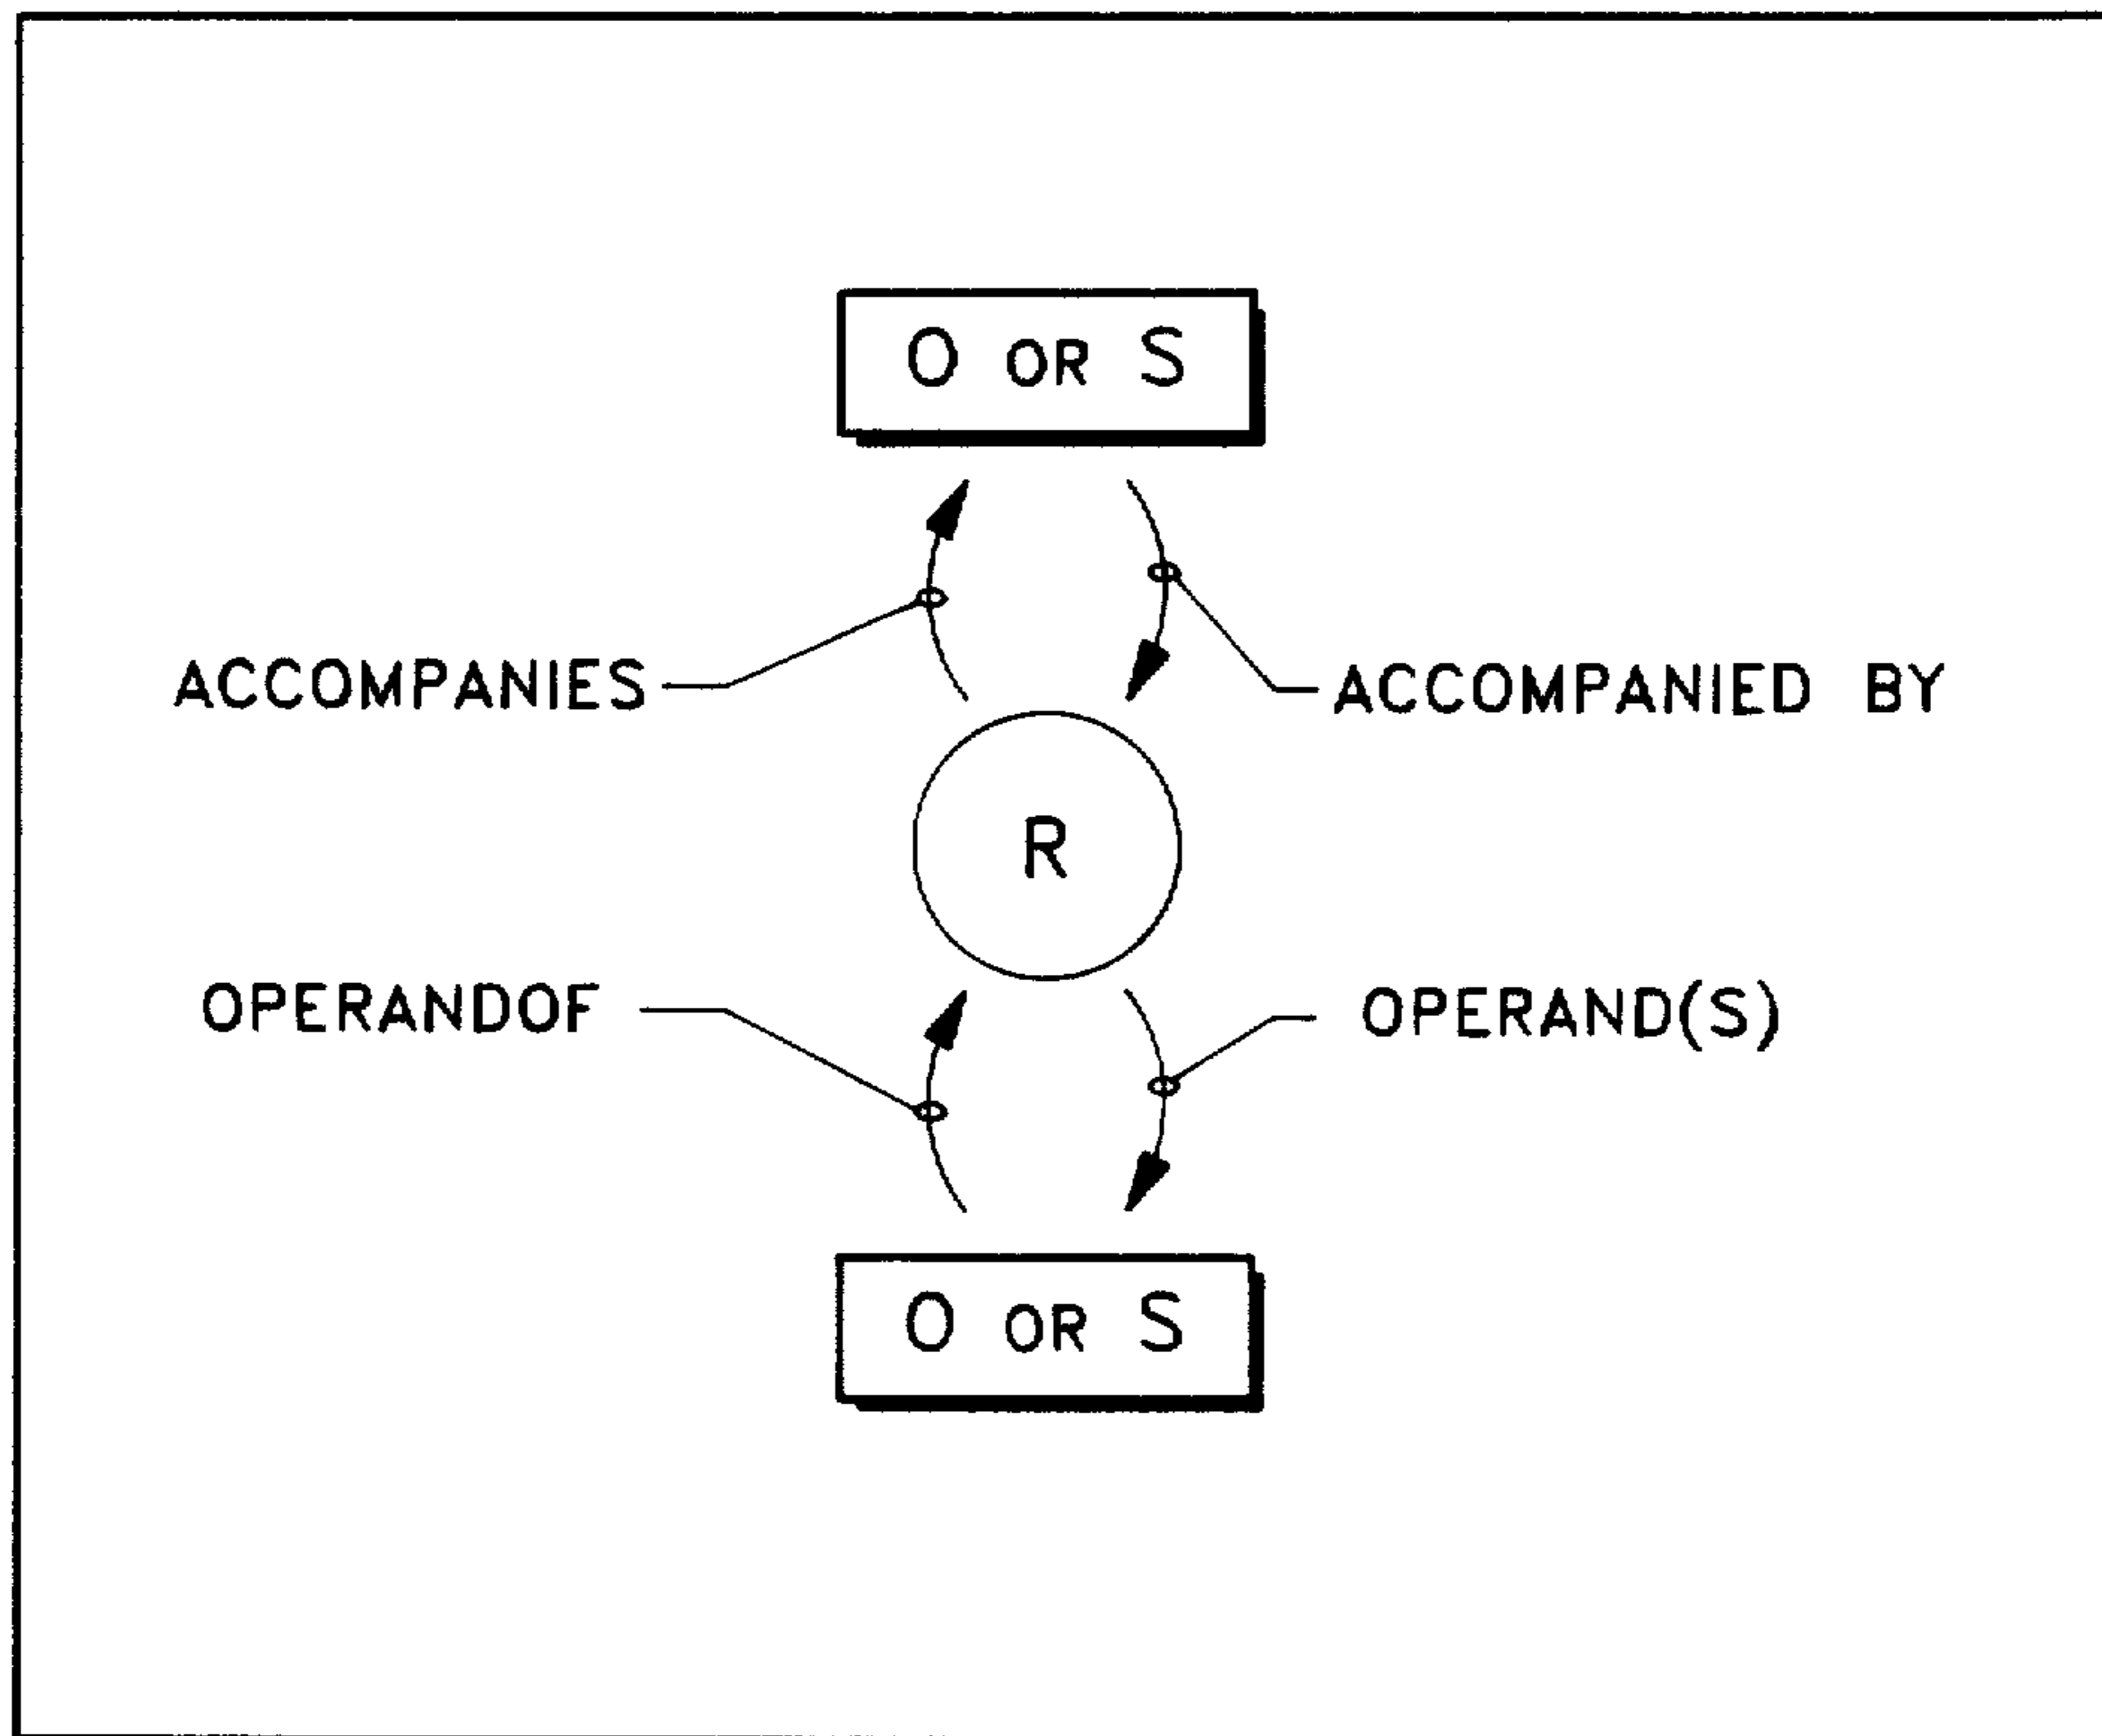 O OR S
ACCOMPANIES
ACCOMPANIED BY
R
OPERANDOF
OPERAND(S)
O OR S